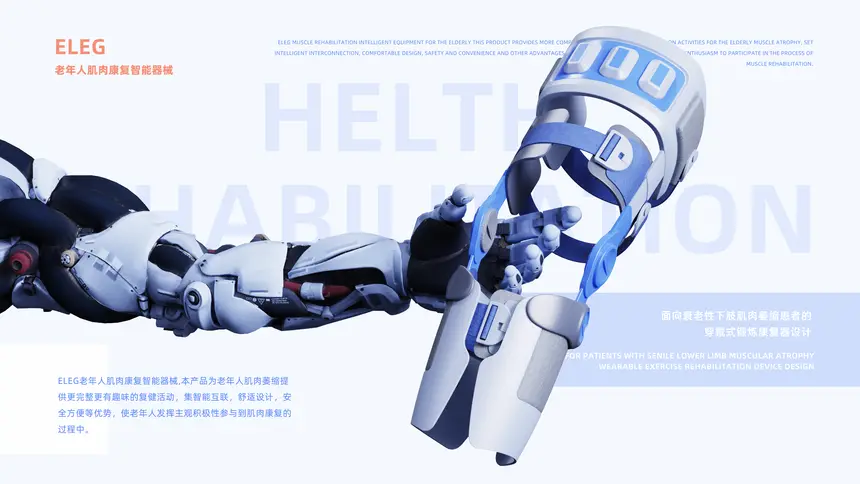 ELEG
老年人肌肉康复智能器械
ELEG MUSCLE REHABILITATION INTELLIGENT EQUIPMENT FOR THE ELDERLY THIS PRODUCT PROVIDES MORE ON ACTIVITIES FOR THE ELDERLY MUSCLE ATROPHY, SET
INTELLIGENT INTERCONNECTION, COMFORTABLE DESIGN, SAFETY AND CONVENIENCE AND OTHER ADVANTAGES, THUSIASM TO PARTICIPATE IN THE PROCESS OF
MUSCLE REHABILITATION.
HELTH
HABILITATION
面向衰老性下肢肌肉萎缩患者的
穿戴式锻炼康复器设计
FOR PATIENTS WITH SENILE LOWER LIMB MUSCULAR ATROPHY
WEARABLE EXERCISE REHABILITATION DEVICE DESIGN
ELEG老年人肌肉康复智能器械,本产品为老年人肌肉萎缩提
供更完整更有趣味的复健活动，集智能互联，舒适设计，安
全方便等优势，使老年人发挥主观积极性参与到肌肉康复的
过程中。